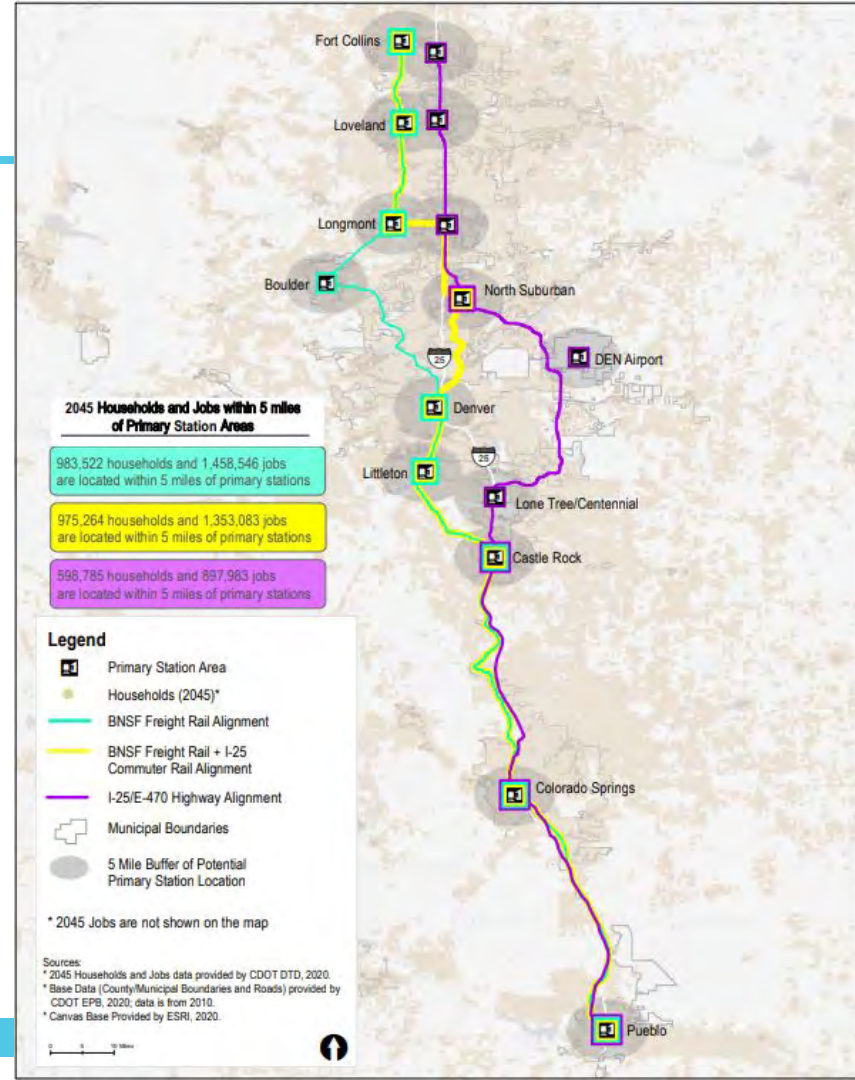 Fort Collins
Loveland
Longmont
Boulder
North Suburban
DEN Airport
25
Denver
25
Littleton
Lone Tree/Centennial
Castle Rock
Colorado Springs
Pueblo
2045 Households and Jobs within 5 miles
of Primary Station Areas
983,522 households and 1,458,546 jobs
are located within 5 miles of primary stations
975,264 households and 1,353,083 jobs
are located within 5 miles of primary stations
598,785 households and 897,983 jobs
are located within 5 miles of primary stations
Legend
Primary Station Area
Households (2045)*
BNSF Freight Rail Alignment
BNSF Freight Rail + I-25
Commuter Rail Alignment
I-25/E-470 Highway Alignment
Municipal Boundaries
5 Mile Buffer of Potential
Primary Station Location
* 2045 Jobs are not shown on the map
Sources:
* 2045 Households and Jobs data provided by CDOT DTD, 2020.
* Base Data (County/Municipal Boundaries and Roads) provided by
CDOT EPB, 2020; data is from 2010.
* Canvas Base Provided by ESRI, 2020.
0 5 10 Miles